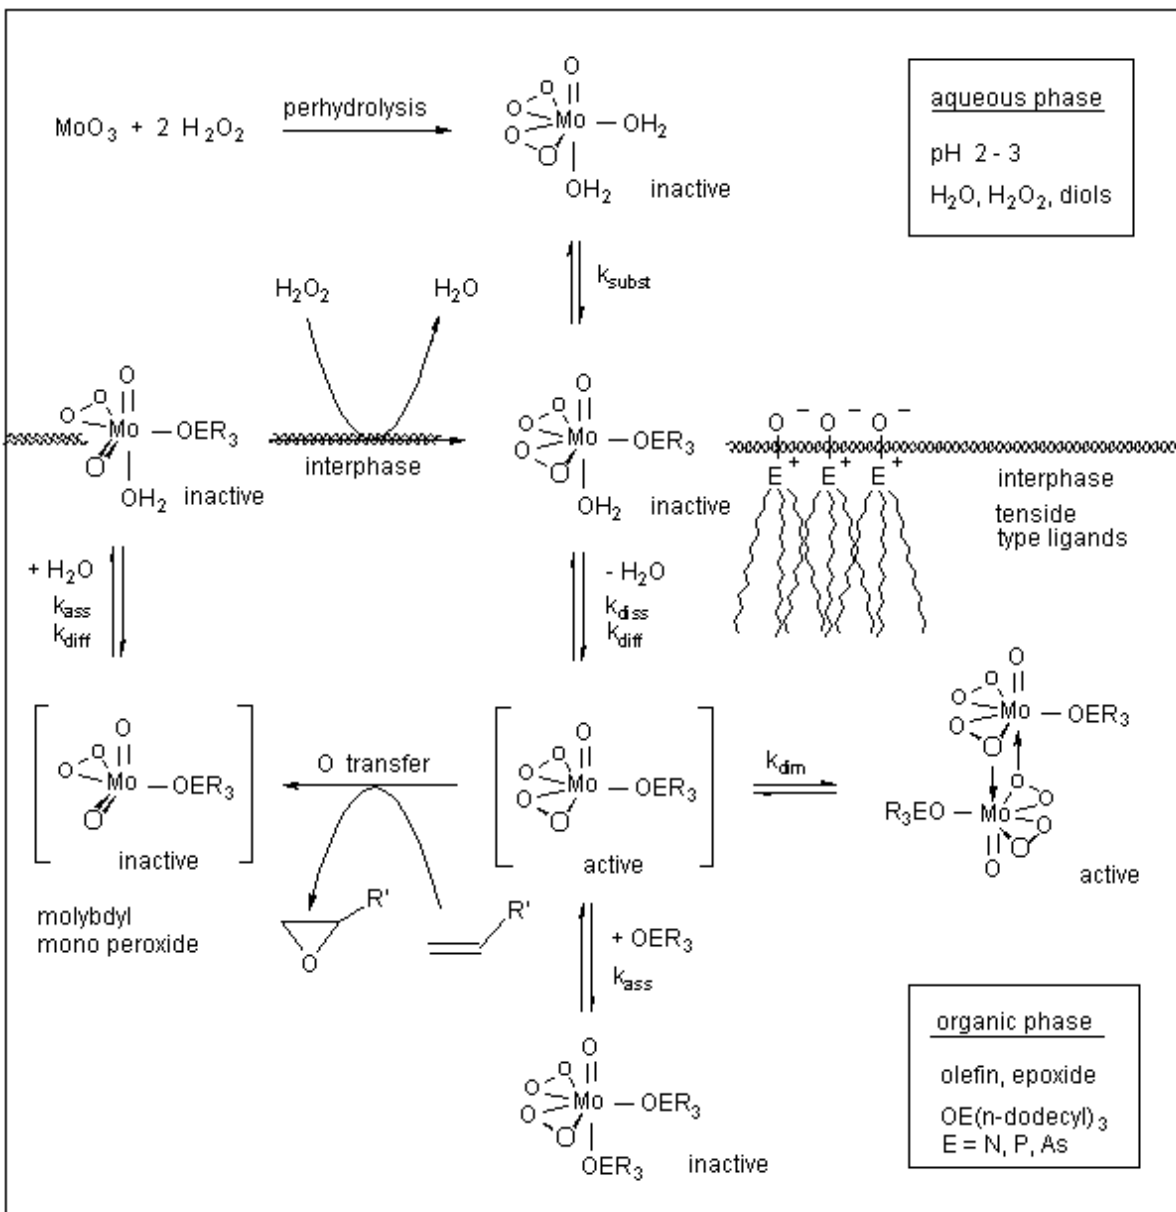 O
MoO3 + 2 H2O2
perhydrolysis
O
O
O
O
Mo
OH2
OH2
inactive
aqueous phase
pH 2 - 3
H2O, H2O2, diols
ksubst
H2O2
H2O
O
O
O
Mo
OER3
O
OH2
inactive
interphase
O
O
O
O
O
Mo
OER3
OH2
inactive
O− O− O−
E+ E+ E+
interphase
tenside
type ligands
+ H2O
kass
kdiff
- H2O
kdiss
kdiff
O
O
O
Mo
OER3
O
inactive
molybdyl
mono peroxide
O transfer
R'
O
R'
O
O
O
O
O
Mo
OER3
active
kdim
O
O
O
O
O
Mo
OER3
R3EO
Mo
O
O
O
O
O
active
+ OER3
kass
O
O
O
O
O
Mo
OER3
OER3
inactive
organic phase
olefin, epoxide
OE(n-dodecyl)3
E = N, P, As